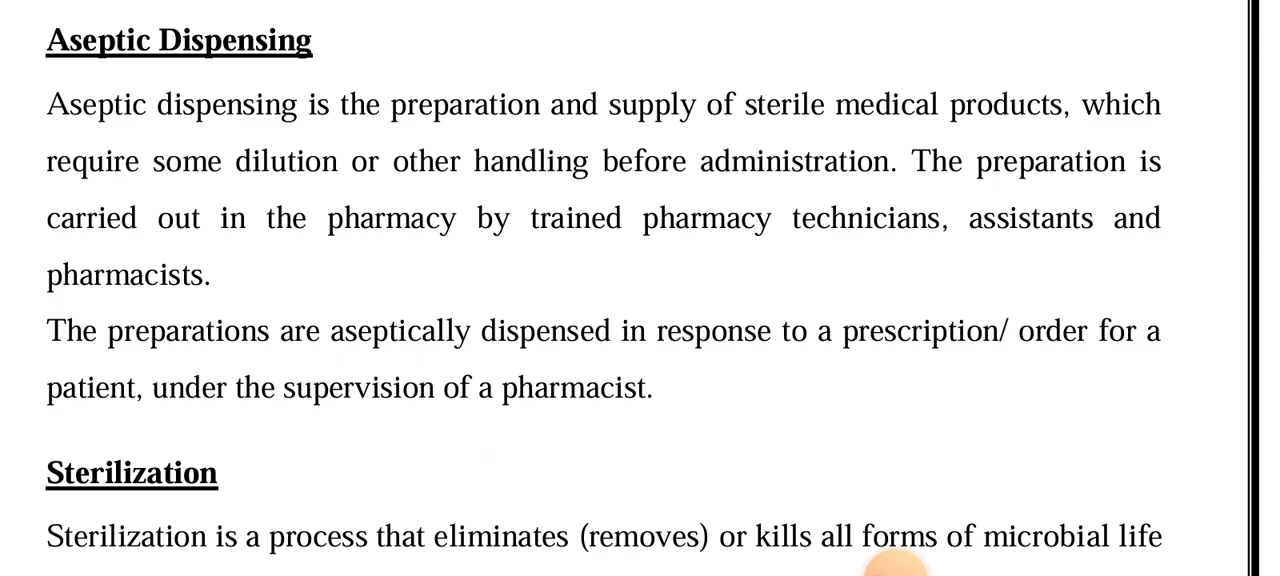 Aseptic Dispensing
Aseptic dispensing is the preparation and supply of sterile medical products, which
require some dilution or other handling before administration. The preparation is
carried out in the pharmacy by trained pharmacy technicians, assistants and
pharmacists.
The preparations are aseptically dispensed in response to a prescription/ order for a
patient, under the supervision of a pharmacist.
Sterilization
Sterilization is a process that eliminates (removes) or kills all forms of microbial life